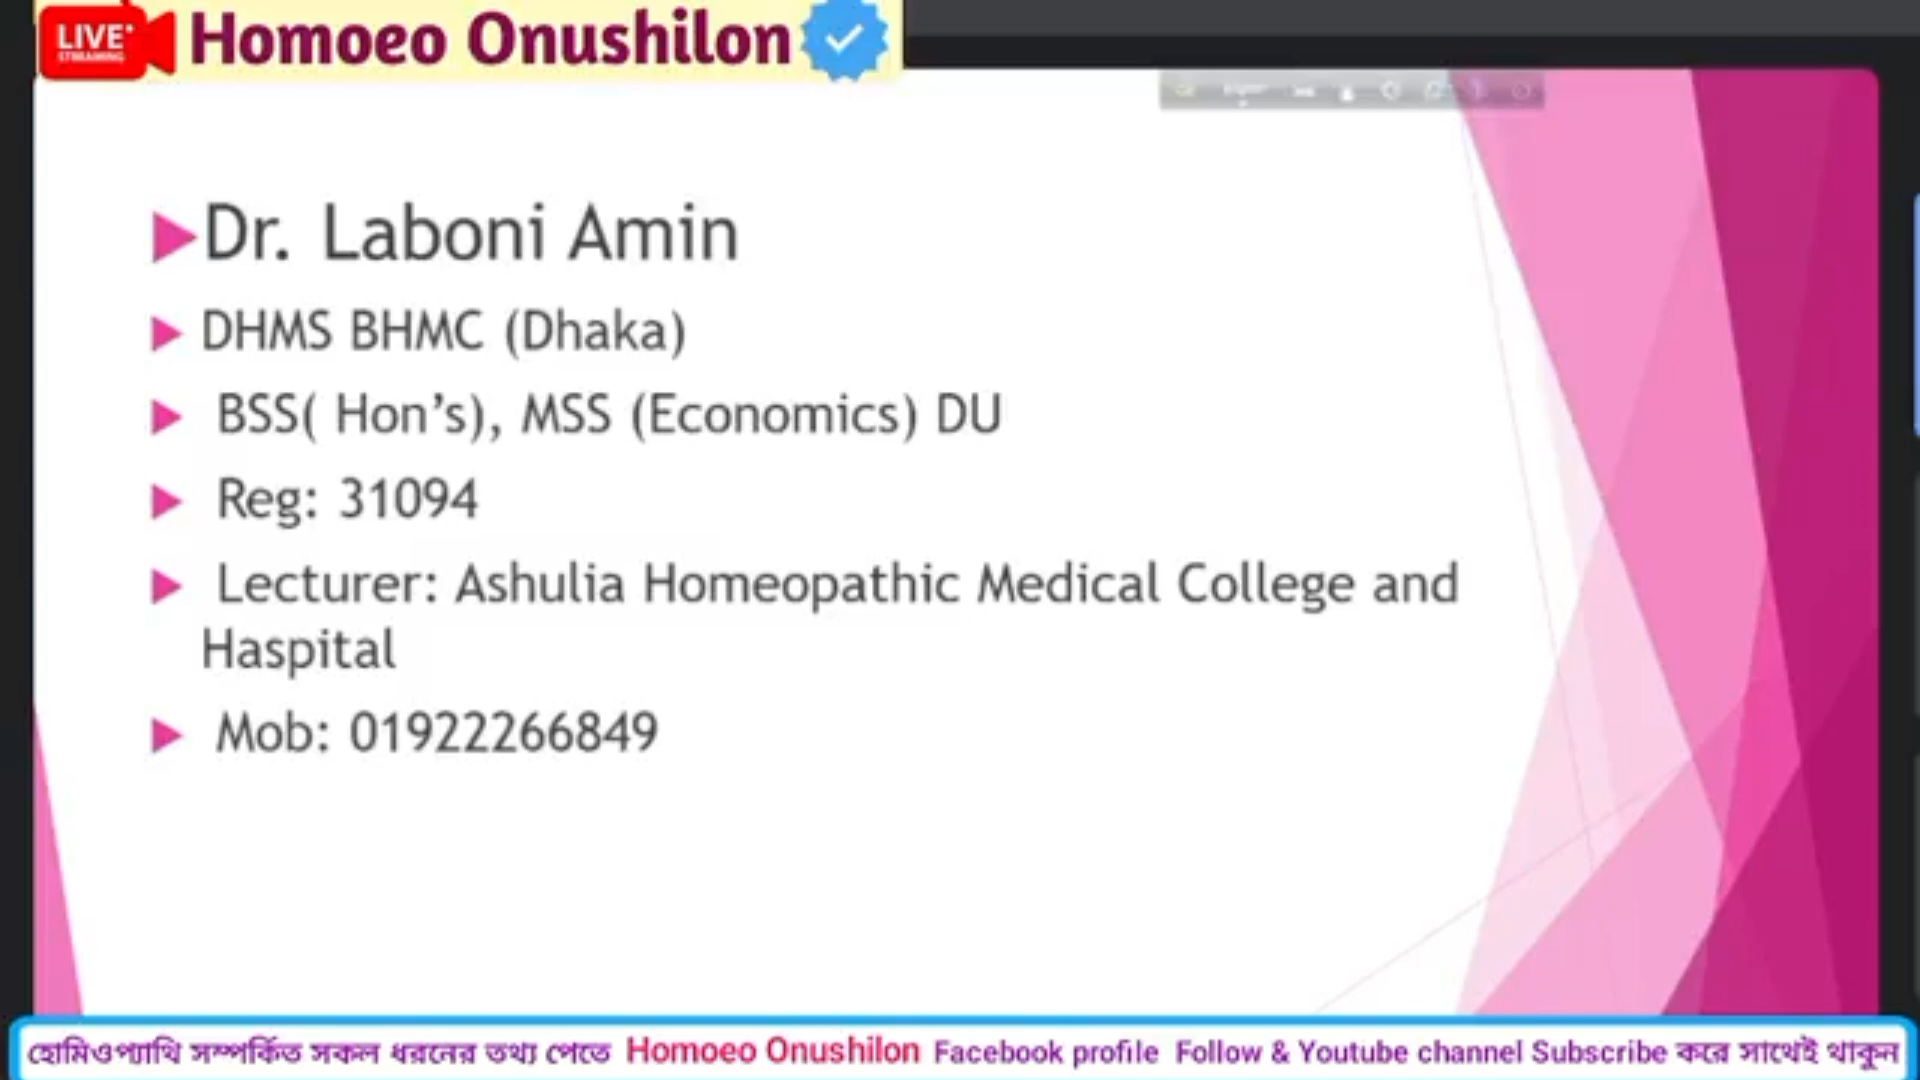 LIVE
STREAMING
Homoeo Onushilon
Dr. Laboni Amin
DHMS BHMC (Dhaka)
BSS( Hon’s), MSS (Economics) DU
Reg: 31094
Lecturer: Ashulia Homeopathic Medical College and
Haspital
Mob: 01922266849
হোমিওপ্যাথি সম্পর্কিত সকল ধরনের তথ্য পেতে Homoeo Onushilon Facebook profile Follow & Youtube channel Subscribe করে সাথেই থাকুন